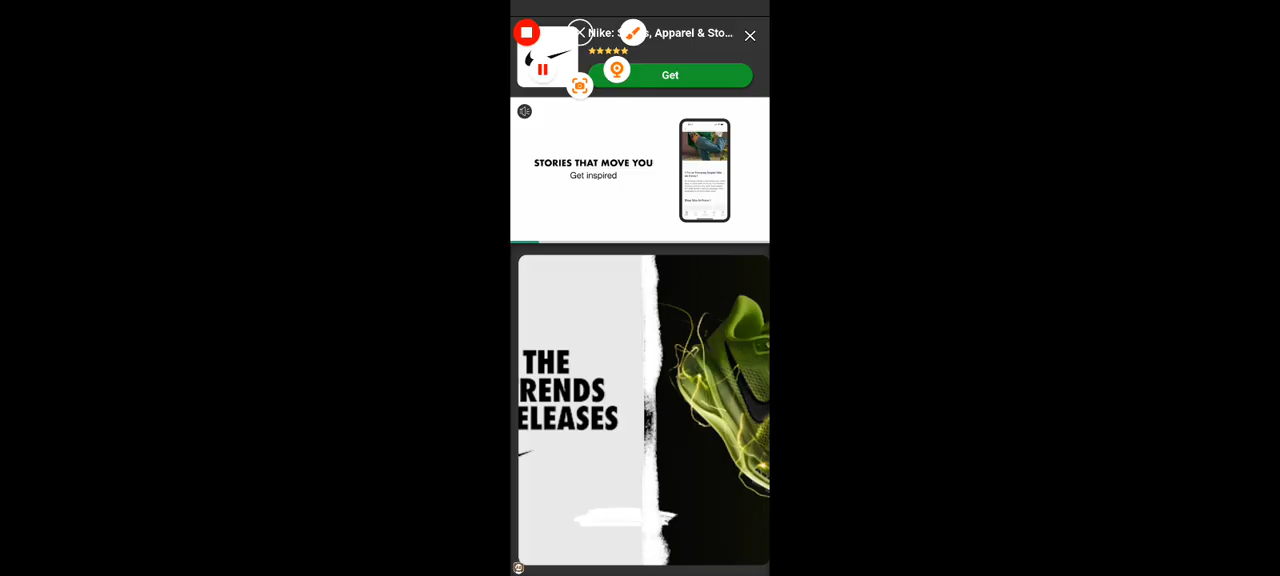 Nike: S s, Apparel & Sto...
Get
STORIES THAT MOVE YOU
Get inspired
THE
RENDS
ELEASES